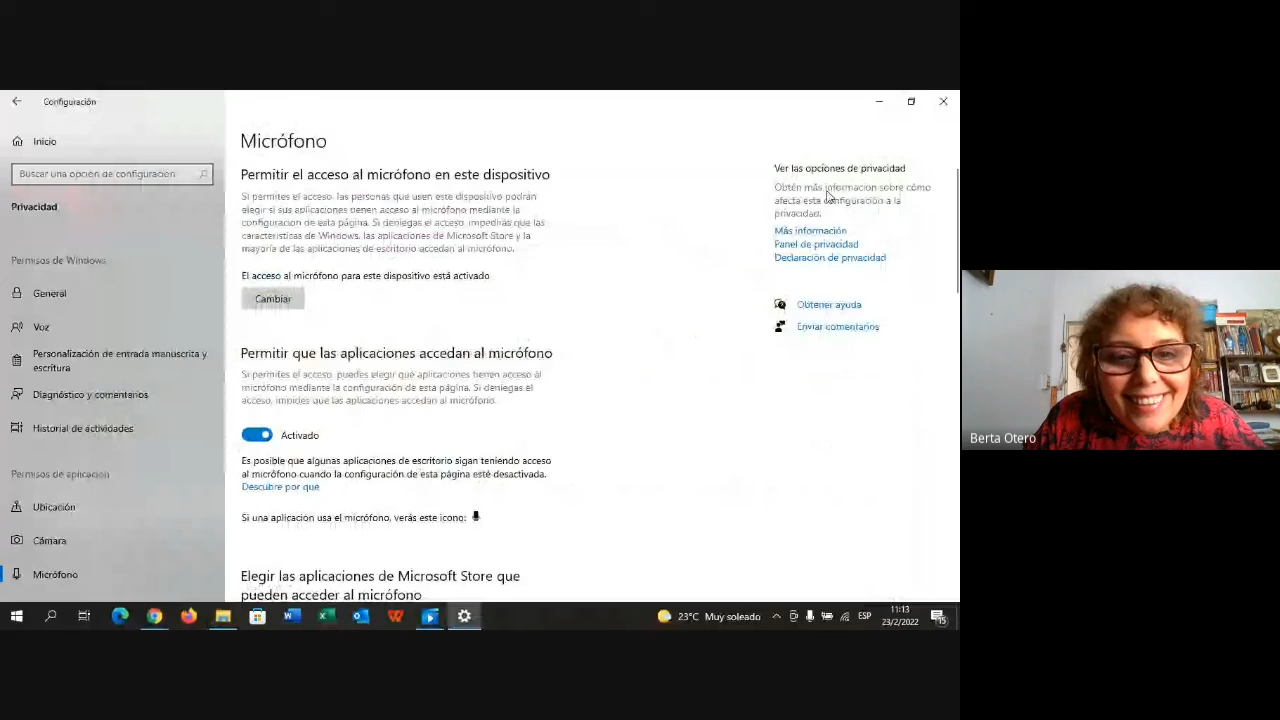 Configuración
Inicio
Buscar una opción de configuración
Privacidad
Permisos de Windows
General
Voz
Personalización de entrada manuscrita y
escritura
Diagnóstico y comentarios
Historial de actividades
Permisos de aplicación
Ubicación
Cámara
Micrófono
Micrófono
Permitir el acceso al micrófono en este dispositivo
Si permites el acceso, las personas que usen este dispositivo podrán
elegir si sus aplicaciones tienen acceso al micrófono mediante la
configuración de esta página. Si deniegas el acceso, impedirás que las
características de Windows, las aplicaciones de Microsoft Store y la
mayoría de las aplicaciones de escritorio accedan al micrófono.
El acceso al micrófono para este dispositivo está activado
Cambiar
Permitir que las aplicaciones accedan al micrófono
Si permites el acceso, puedes elegir qué aplicaciones tienen acceso al
micrófono mediante la configuración de esta página. Si deniegas el
acceso, impides que las aplicaciones accedan al micrófono.
Activado
Es posible que algunas aplicaciones de escritorio sigan teniendo acceso
al micrófono cuando la configuración de esta página esté desactivada.
Descubre por qué
Si una aplicación usa el micrófono, verás este icono:
Elegir las aplicaciones de Microsoft Store que
pueden acceder al micrófono
Ver las opciones de privacidad
Obtén más información sobre cómo
afecta esta configuración a la
privacidad.
Más información
Panel de privacidad
Declaración de privacidad
Obtener ayuda
Enviar comentarios
23°C Muy soleado
ESP
11:13
23/2/2022
15
Berta Otero